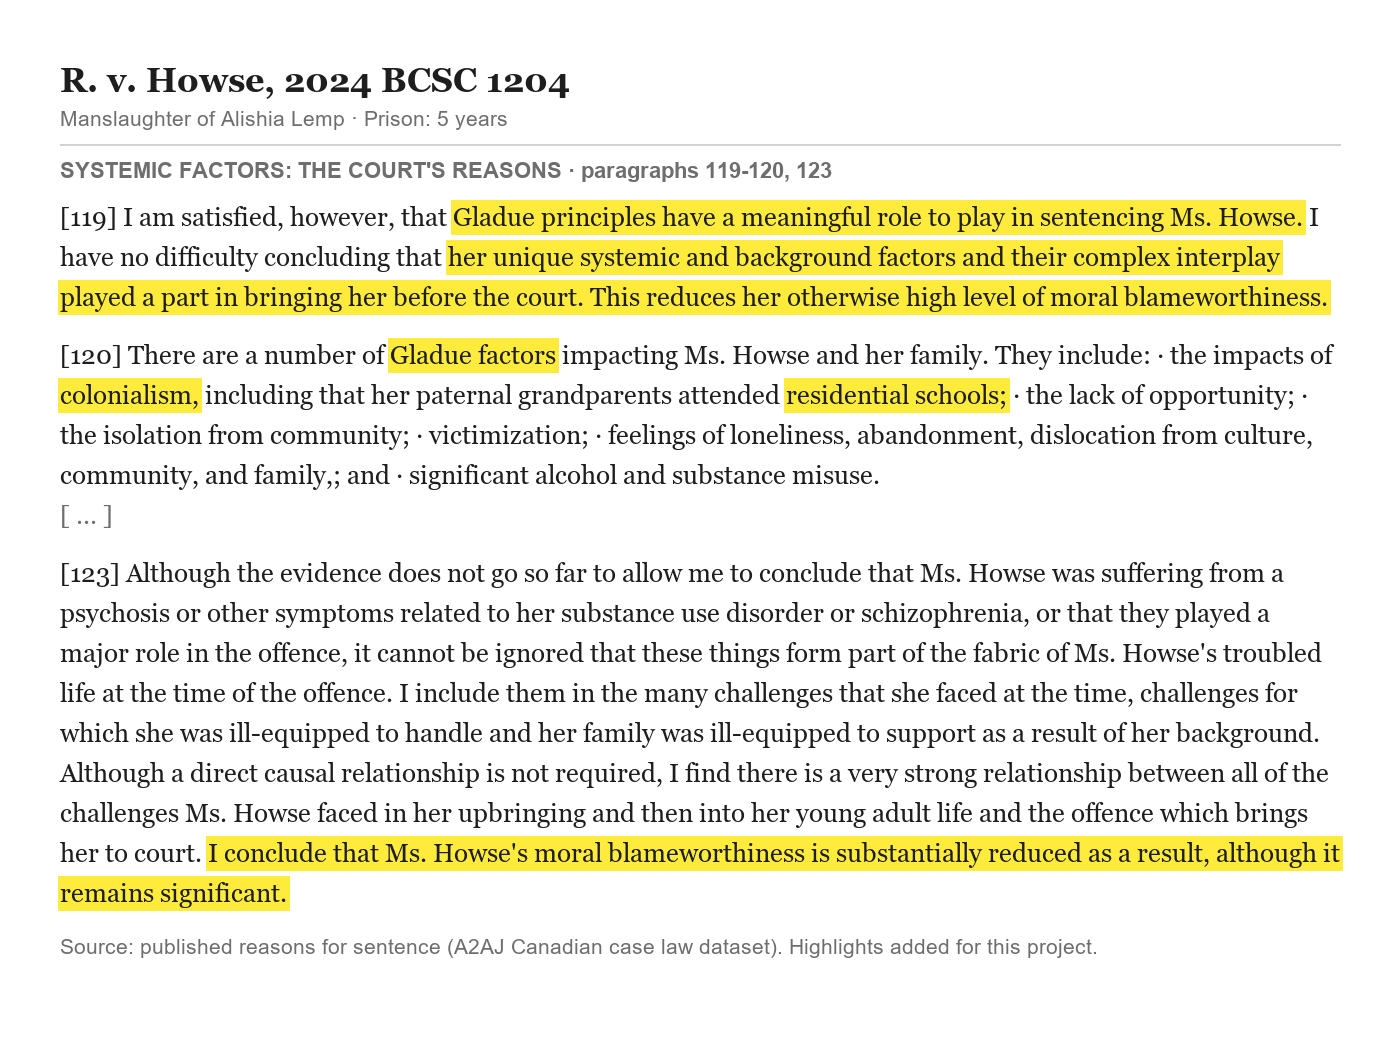 R. v. Howse, 2024 BCSC 1204
Manslaughter of Alishia Lemp · Prison: 5 years
SYSTEMIC FACTORS: THE COURT'S REASONS · paragraphs 119-120, 123
[119] I am satisfied, however, that Gladue principles have a meaningful role to play in sentencing Ms. Howse. I
have no difficulty concluding that her unique systemic and background factors and their complex interplay
played a part in bringing her before the court. This reduces her otherwise high level of moral blameworthiness.
[120] There are a number of Gladue factors impacting Ms. Howse and her family. They include: · the impacts of
colonialism, including that her paternal grandparents attended residential schools; · the lack of opportunity; ·
the isolation from community; · victimization; · feelings of loneliness, abandonment, dislocation from culture,
community, and family,; and · significant alcohol and substance misuse.
[ ... ]
[123] Although the evidence does not go so far to allow me to conclude that Ms. Howse was suffering from a
psychosis or other symptoms related to her substance use disorder or schizophrenia, or that they played a
major role in the offence, it cannot be ignored that these things form part of the fabric of Ms. Howse's troubled
life at the time of the offence. I include them in the many challenges that she faced at the time, challenges for
which she was ill-equipped to handle and her family was ill-equipped to support as a result of her background.
Although a direct causal relationship is not required, I find there is a very strong relationship between all of the
challenges Ms. Howse faced in her upbringing and then into her young adult life and the offence which brings
her to court. I conclude that Ms. Howse's moral blameworthiness is substantially reduced as a result, although it
remains significant.
Source: published reasons for sentence (A2AJ Canadian case law dataset). Highlights added for this project.